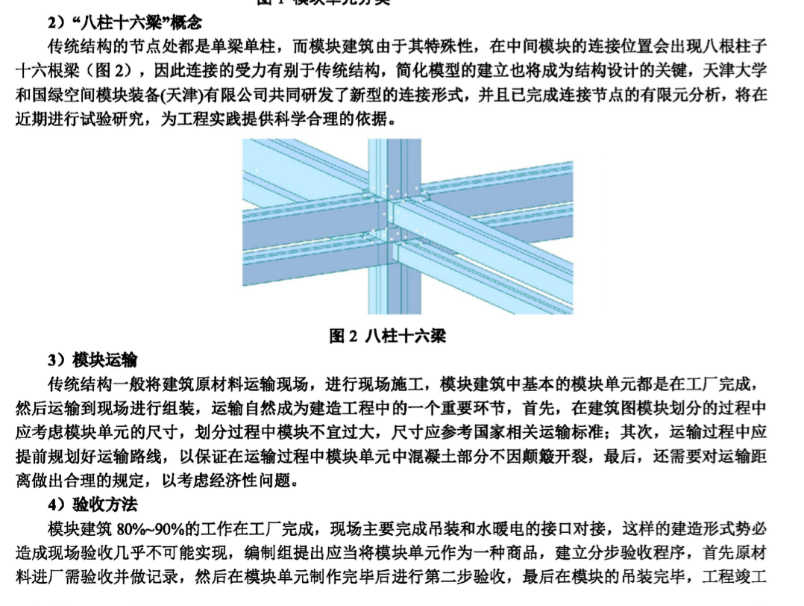 图 1 模块单元分类
2）“八柱十六梁”概念
传统结构的节点处都是单梁单柱，而模块建筑由于其特殊性，在中间模块的连接位置会出现八根柱子
十六根梁（图 2），因此连接的受力有别于传统结构，简化模型的建立也将成为结构设计的关键，天津大学
和国绿空间模块装备(天津)有限公司共同研发了新型的连接形式，并且已完成连接节点的有限元分析，将在
近期进行试验研究，为工程实践提供科学合理的依据。
图 2 八柱十六梁
3）模块运输
传统结构一般将建筑原材料运输现场，进行现场施工，模块建筑中基本的模块单元都是在工厂完成，
然后运输到现场进行组装，运输自然成为建造工程中的一个重要环节，首先，在建筑图模块划分的过程中
应考虑模块单元的尺寸，划分过程中模块不宜过大，尺寸应参考国家相关运输标准；其次，运输过程中应
提前规划好运输路线，以保证在运输过程中模块单元中混凝土部分不因颠簸开裂，最后，还需要对运输距
离做出合理的规定，以考虑经济性问题。
4）验收方法
模块建筑 80%~90%的工作在工厂完成，现场主要完成吊装和水暖电的接口对接，这样的建造形式势必
造成现场验收几乎不可能实现，编制组提出应当将模块单元作为一种商品，建立分步验收程序，首先原材
料进厂需验收并做记录，然后在模块单元制作完毕后进行第二步验收，最后在模块的吊装完毕，工程竣工